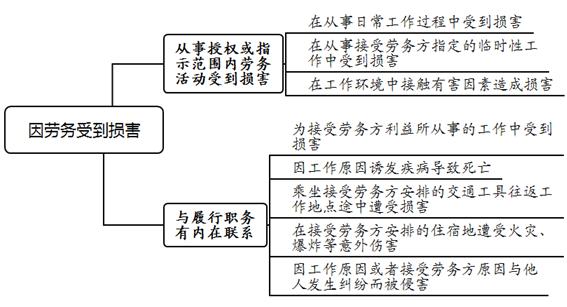 因劳务受到损害
从事授权或指
示范围内劳务
活动受到损害
在从事日常工作过程中受到损害
在从事接受劳务方指定的临时性工
作中受到损害
在工作环境中接触有害因素造成损害
与履行职务
有内在联系
为接受劳务方利益所从事的工作中受到
损害
因工作原因诱发疾病导致死亡
乘坐接受劳务方安排的交通工具往返工
作地点途中遭受损害
在接受劳务方安排的住宿地遭受火灾、
爆炸等意外伤害
因工作原因或者接受劳务方原因与他
人发生纠纷而被侵害